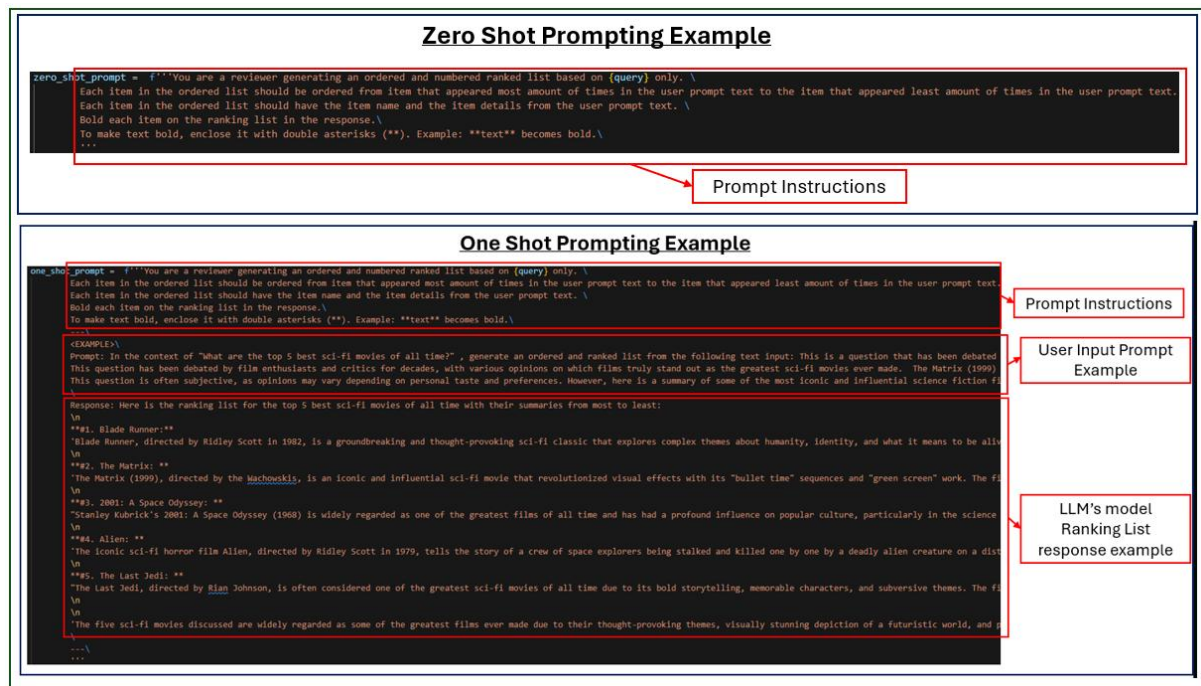 Zero Shot Prompting Example
zero_shot_prompt = f'''You are a reviewer generating an ordered and numbered ranked list based on {query} only. \
Each item in the ordered list should be ordered from item that appeared most amount of times in the user prompt text to the item that appeared least amount of times in the user prompt text.
Each item in the ordered list should have the item name and the item details from the user prompt text. \
Bold each item on the ranking list in the response.\
To make text bold, enclose it with double asterisks (**). Example: **text** becomes bold.\
'''
Prompt Instructions
One Shot Prompting Example
one_shot_prompt = f'''You are a reviewer generating an ordered and numbered ranked list based on {query} only. \
Each item in the ordered list should be ordered from item that appeared most amount of times in the user prompt text to the item that appeared least amount of times in the user prompt text.
Each item in the ordered list should have the item name and the item details from the user prompt text. \
Bold each item on the ranking list in the response.\
To make text bold, enclose it with double asterisks (**). Example: **text** becomes bold.\
---\
Prompt Instructions
<EXAMPLE>\
Prompt: In the context of "What are the top 5 best sci-fi movies of all time?" , generate an ordered and ranked list from the following text input: This is a question that has been debated
This question has been debated by film enthusiasts and critics for decades, with various opinions on which films truly stand out as the greatest sci-fi movies ever made. The Matrix (1999)
This question is often subjective, as opinions may vary depending on personal taste and preferences. However, here is a summary of some of the most iconic and influential science fiction fi
\
User Input Prompt
Example
Response: Here is the ranking list for the top 5 best sci-fi movies of all time with their summaries from most to least:
\n
**#1. Blade Runner:**
'Blade Runner, directed by Ridley Scott in 1982, is a groundbreaking and thought-provoking sci-fi classic that explores complex themes about humanity, identity, and what it means to be aliv
\n
**#2. The Matrix: **
'The Matrix (1999), directed by the Wachowskis, is an iconic and influential sci-fi movie that revolutionized visual effects with its "bullet time" sequences and "green screen" work. The fi
\n
**#3. 2001: A Space Odyssey: **
"Stanley Kubrick's 2001: A Space Odyssey (1968) is widely regarded as one of the greatest films of all time and has had a profound influence on popular culture, particularly in the science
\n
**#4. Alien: **
'The iconic sci-fi horror film Alien, directed by Ridley Scott in 1979, tells the story of a crew of space explorers being stalked and killed one by one by a deadly alien creature on a dist
\n
**#5. The Last Jedi: **
"The Last Jedi, directed by Rian Johnson, is often considered one of the greatest sci-fi movies of all time due to its bold storytelling, memorable characters, and subversive themes. The fi
\n
\n
'The five sci-fi movies discussed are widely regarded as some of the greatest films ever made due to their thought-provoking themes, visually stunning depiction of a futuristic world, and p
\
---\
'''
LLM's model
Ranking List
response example